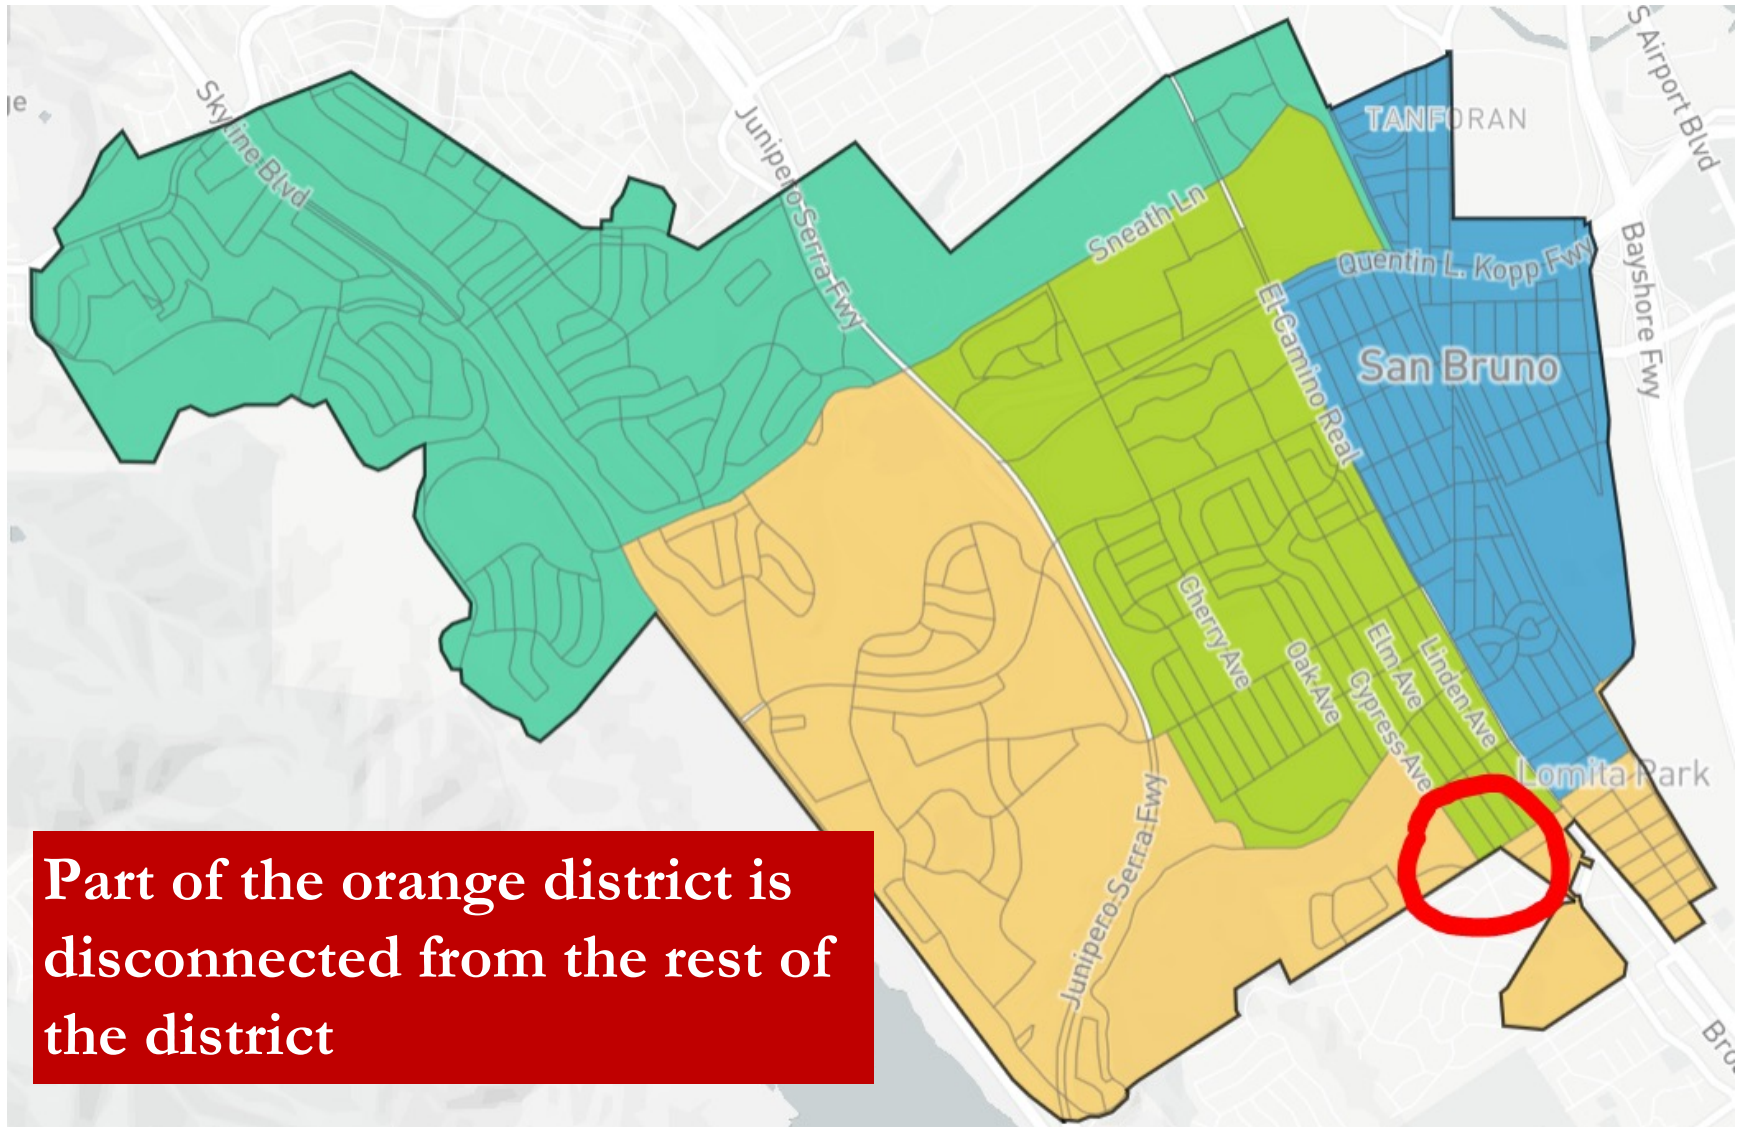 ge
Skyline Blvd
Junipero Serra Fwy
S Airport Blvd
TANFORAN
Sneath Ln
Quentin L. Kopp Fwy
Bayshore Fwy
El Camino Real
San Bruno
Cherry Ave
Oak Ave
Cypress Ave
Elm Ave
Linden Ave
Lomita Park
Junipero Serra Fwy
Bro
Part of the orange district is
disconnected from the rest of
the district